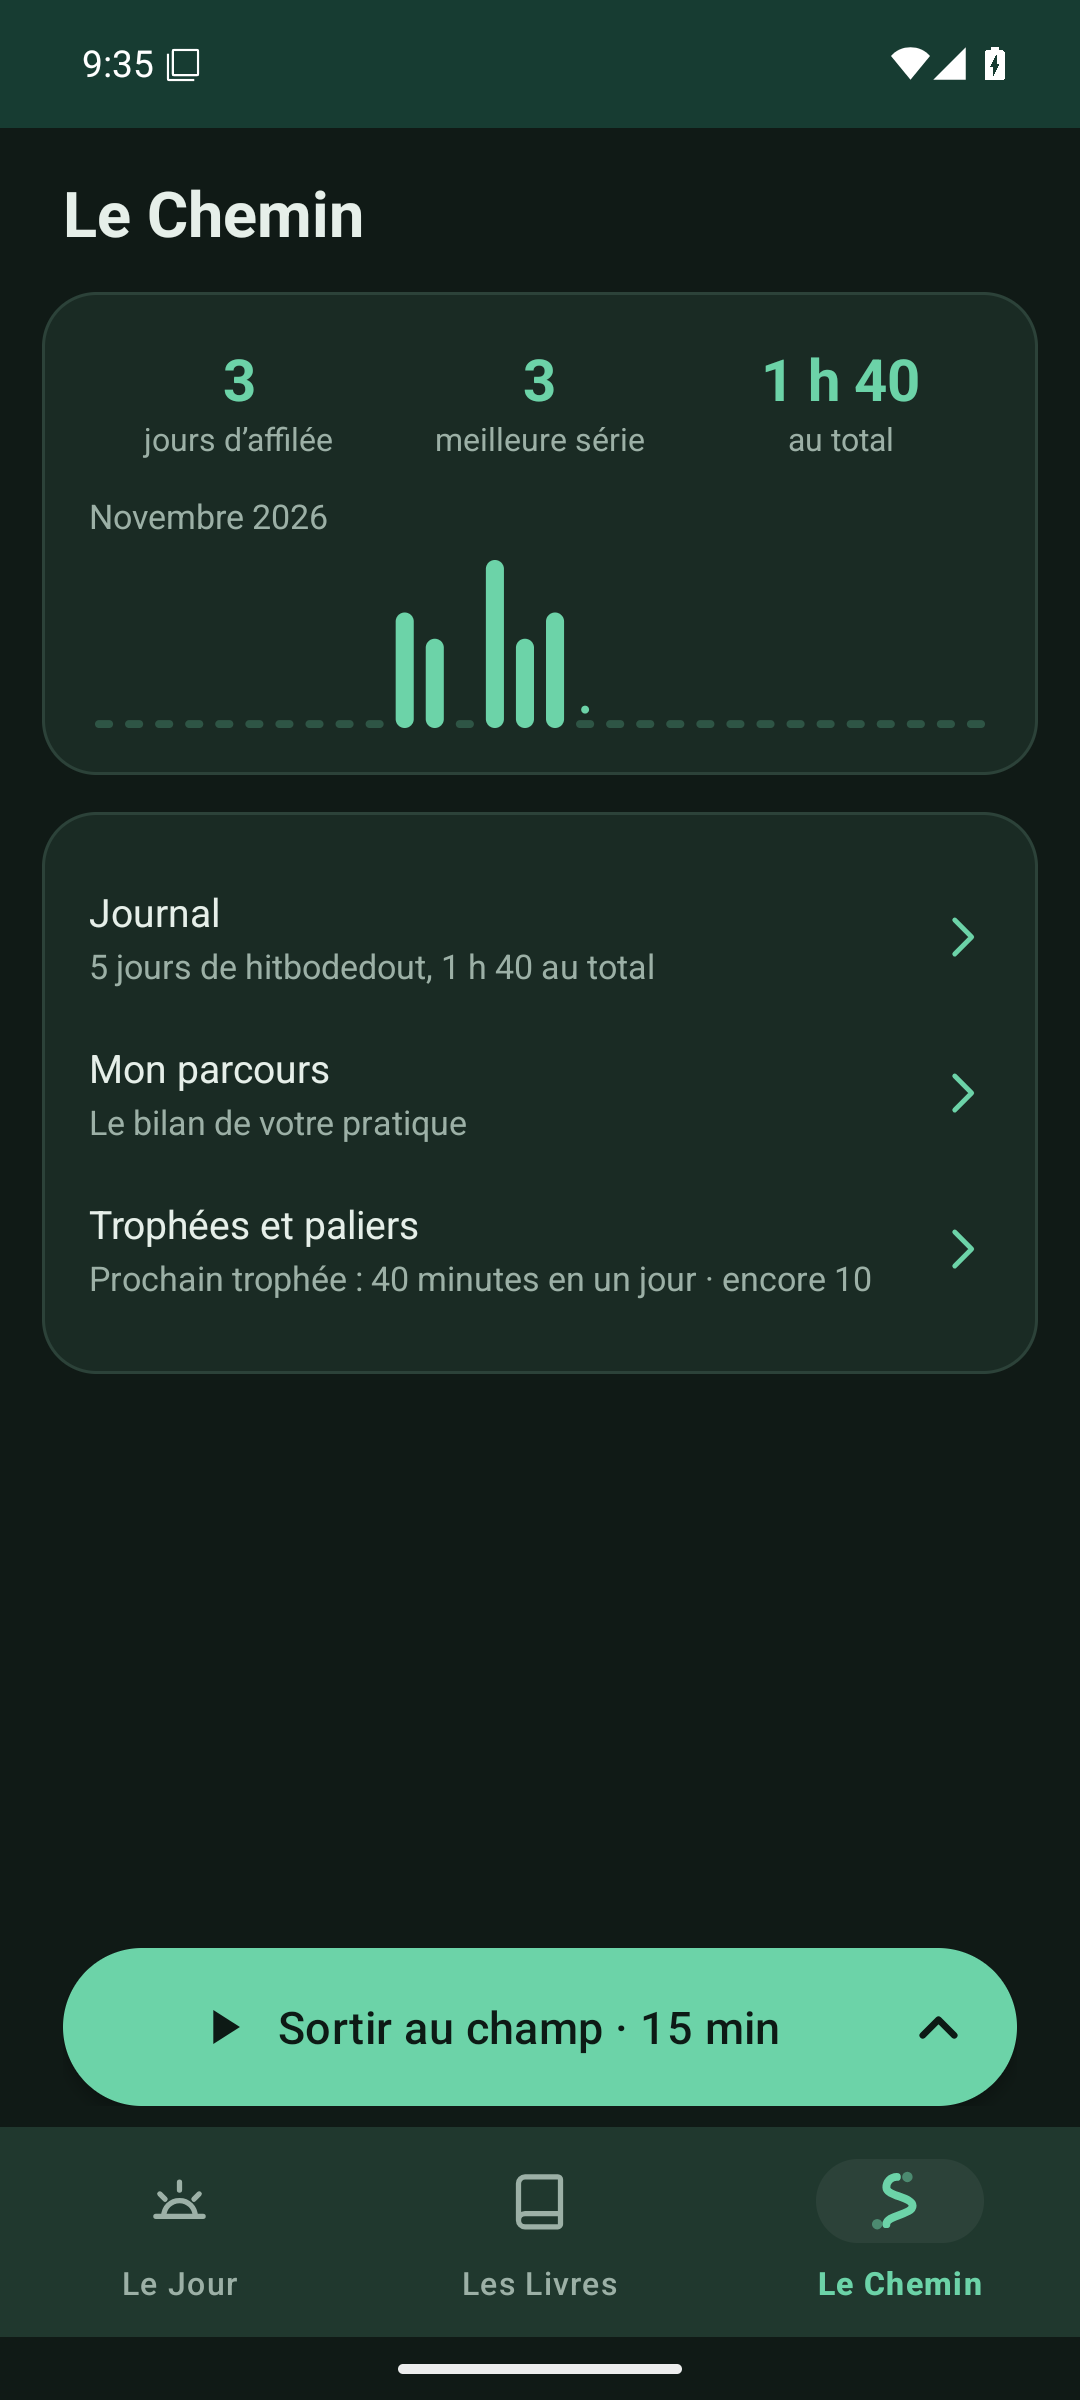 9:35
Le Chemin
3
jours d’affilée
3
meilleure série
1 h 40
au total
Novembre 2026
Journal
5 jours de hitbodedout, 1 h 40 au total
Mon parcours
Le bilan de votre pratique
Trophées et paliers
Prochain trophée : 40 minutes en un jour · encore 10
Sortir au champ · 15 min
Le Jour
Les Livres
Le Chemin